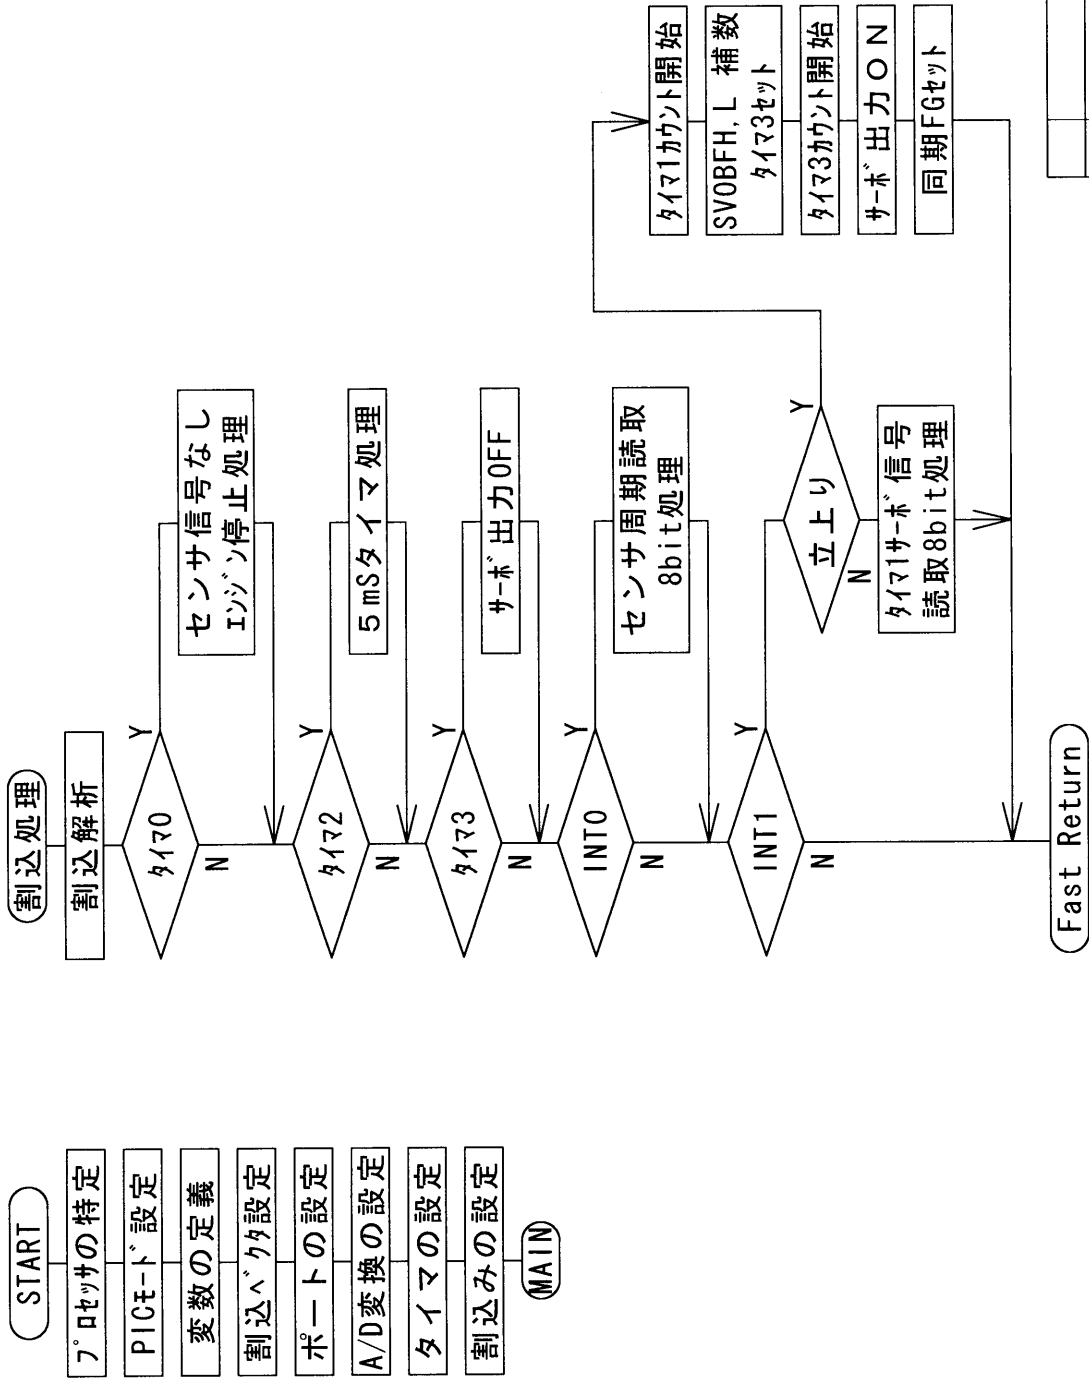 START
プロセッサの特定
PICモード設定
変数の定義
割込ベクタ設定
ポートの設定
A/D変換の設定
タイマの設定
割込みの設定
MAIN
割込処理
割込解析
タイマ0
Y
N
センサ信号なし
エンジン停止処理
タイマ2
Y
N
5mSタイマ処理
タイマ3
Y
N
サーボ出力OFF
INT0
Y
N
センサ周期読取
8bit処理
INT1
Y
N
立上り
Y
N
タイマ1サーボ信号
読取8bit処理
タイマ1カウント開始
SVOBFH,L 補数
タイマ3セット
タイマ3カウント開始
サーボ出力ON
同期FGセット
Fast Return